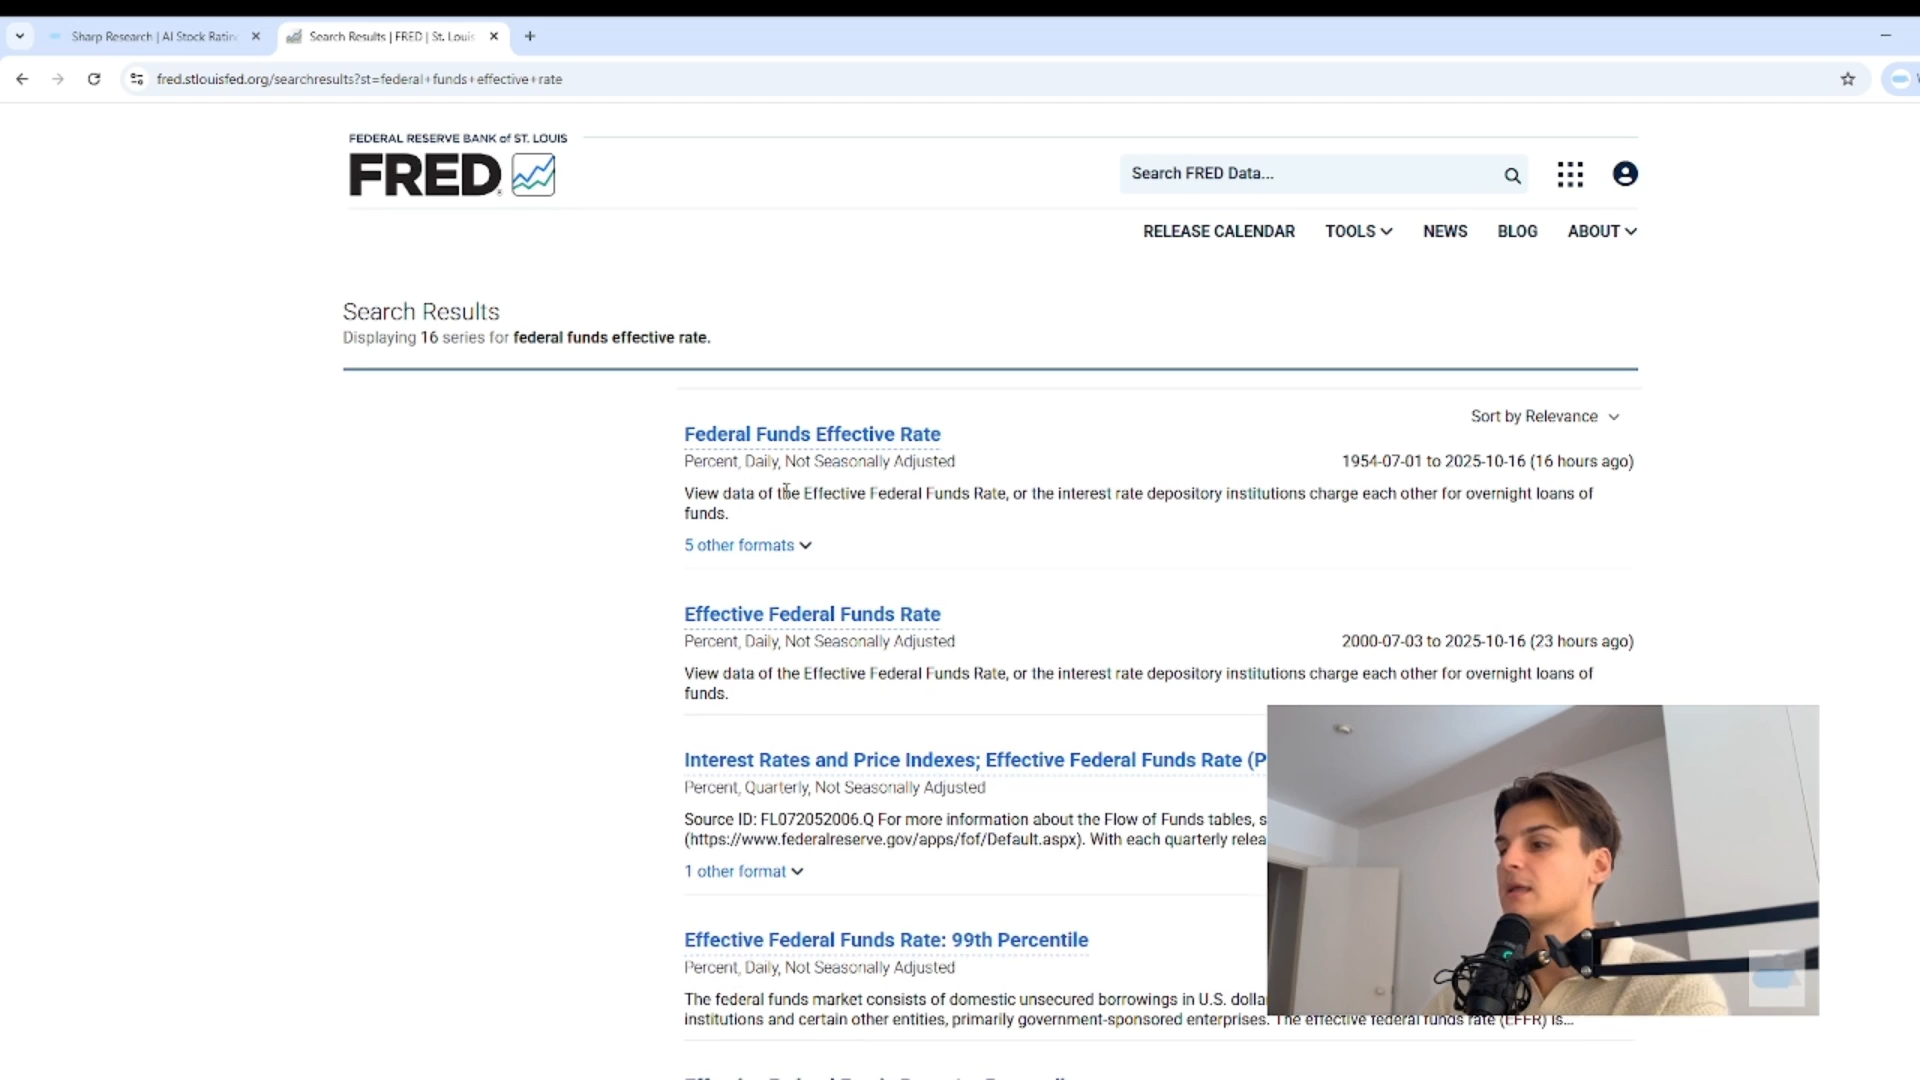 Sharp Research | AI Stock Rating
Search Results | FRED | St. Louis
fred.stlouisfed.org/searchresults?st=federal+funds+effective+rate
FEDERAL RESERVE BANK of ST. LOUIS
FRED
Search FRED Data...
RELEASE CALENDAR TOOLS NEWS BLOG ABOUT
Search Results
Displaying 16 series for federal funds effective rate.
Sort by Relevance
Federal Funds Effective Rate
Percent, Daily, Not Seasonally Adjusted 1954-07-01 to 2025-10-16 (16 hours ago)
View data of the Effective Federal Funds Rate, or the interest rate depository institutions charge each other for overnight loans of
funds.
5 other formats
Effective Federal Funds Rate
Percent, Daily, Not Seasonally Adjusted 2000-07-03 to 2025-10-16 (23 hours ago)
View data of the Effective Federal Funds Rate, or the interest rate depository institutions charge each other for overnight loans of
funds.
Interest Rates and Price Indexes; Effective Federal Funds Rate (P
Percent, Quarterly, Not Seasonally Adjusted
Source ID: FL072052006.Q For more information about the Flow of Funds tables, s
(https://www.federalreserve.gov/apps/fof/Default.aspx). With each quarterly relea
1 other format
Effective Federal Funds Rate: 99th Percentile
Percent, Daily, Not Seasonally Adjusted
The federal funds market consists of domestic unsecured borrowings in U.S. dolla
institutions and certain other entities, primarily government-sponsored enterprises. The effective federal funds rate (EFFR) is...